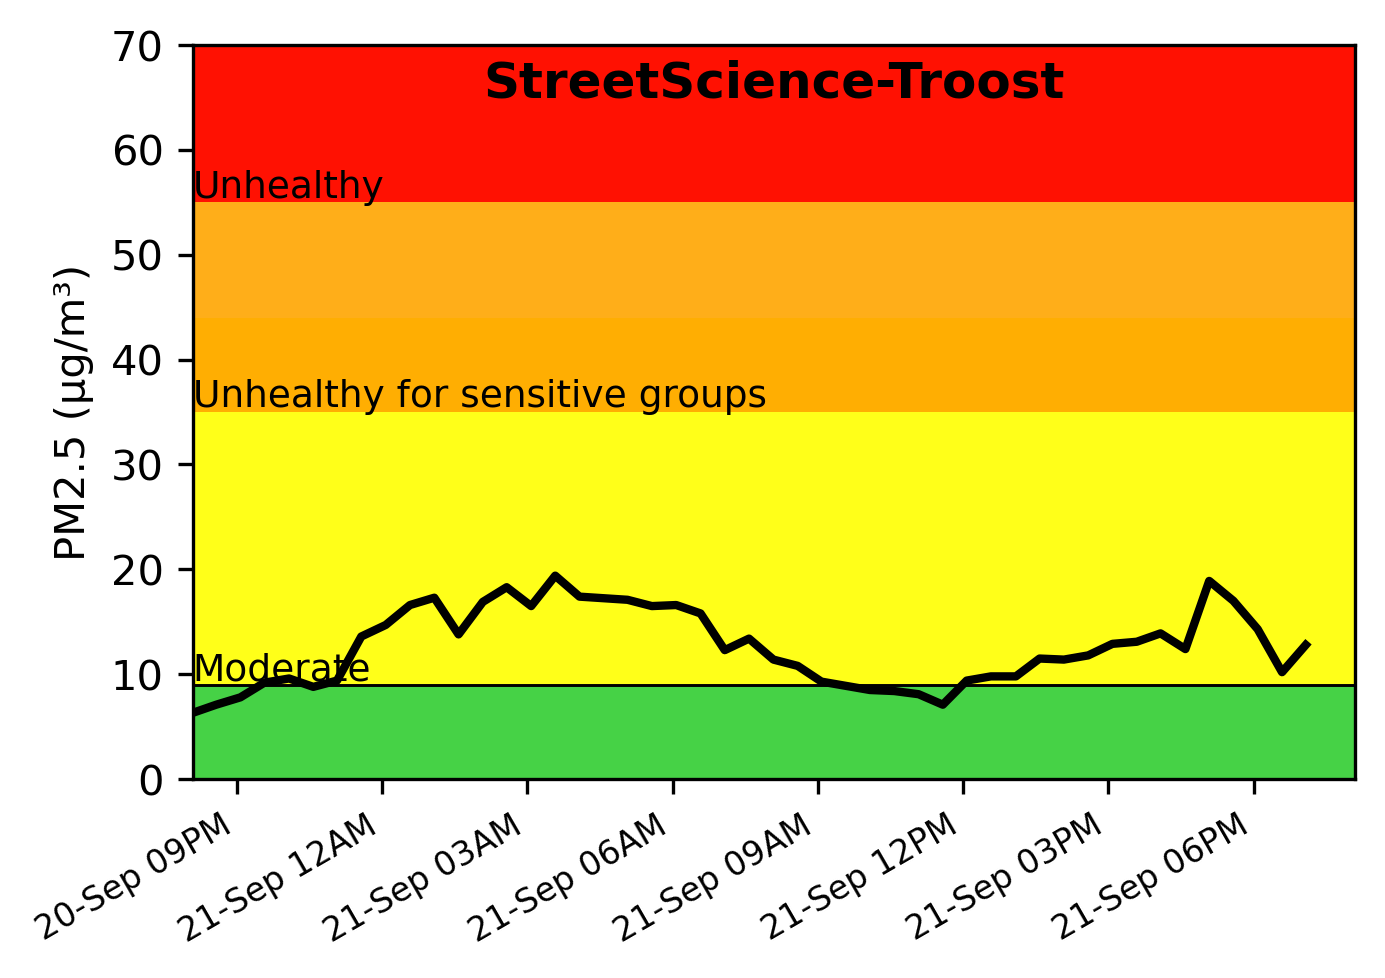 StreetScience-Troost
70
60
50
40
30
20
10
0
PM2.5 (μg/m³)
Unhealthy
Unhealthy for sensitive groups
Moderate
20-Sep 09PM
21-Sep 12AM
21-Sep 03AM
21-Sep 06AM
21-Sep 09AM
21-Sep 12PM
21-Sep 03PM
21-Sep 06PM